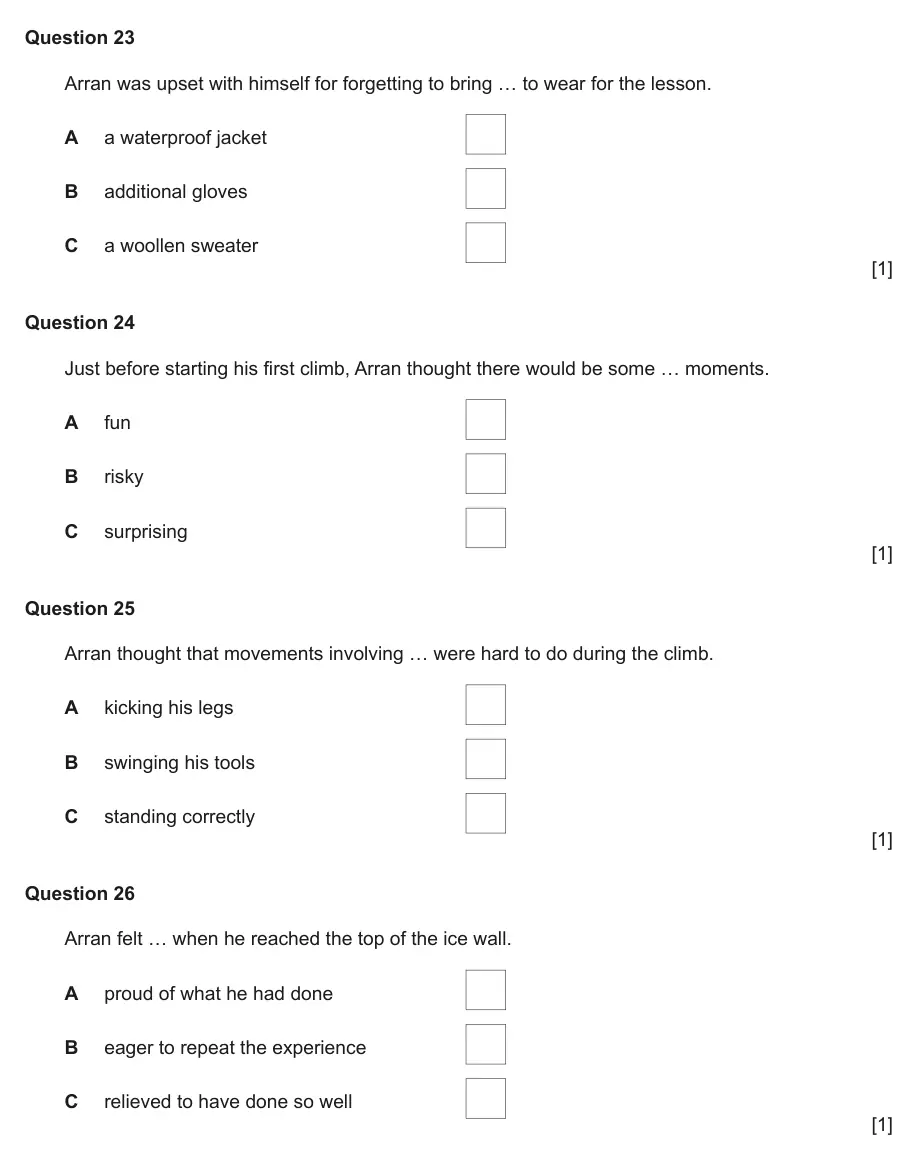 Question 23
Arran was upset with himself for forgetting to bring … to wear for the lesson.
A a waterproof jacket
B additional gloves
C a woollen sweater
[1]
Question 24
Just before starting his first climb, Arran thought there would be some … moments.
A fun
B risky
C surprising
[1]
Question 25
Arran thought that movements involving … were hard to do during the climb.
A kicking his legs
B swinging his tools
C standing correctly
[1]
Question 26
Arran felt … when he reached the top of the ice wall.
A proud of what he had done
B eager to repeat the experience
C relieved to have done so well
[1]